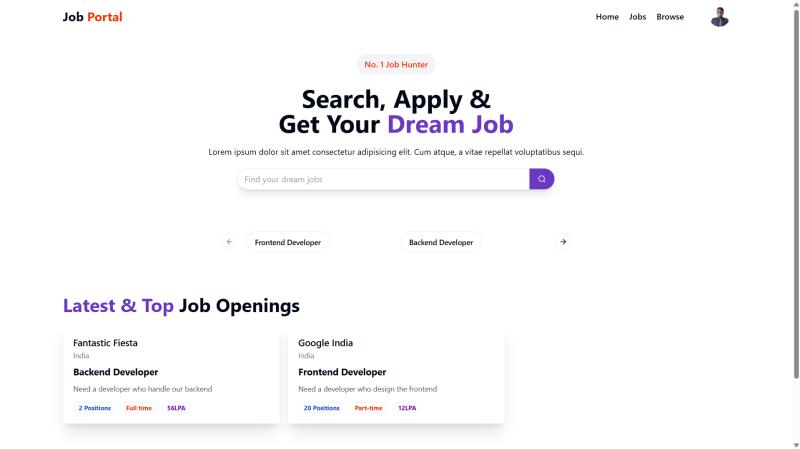 Job Portal
Home Jobs Browse
No. 1 Job Hunter
Search, Apply &
Get Your Dream Job
Lorem ipsum dolor sit amet consectetur adipisicing elit. Cum atque, a vitae repellat voluptatibus sequi.
Find your dream jobs
Frontend Developer
Backend Developer
Latest & Top Job Openings
Fantastic Fiesta
India
Backend Developer
Need a developer who handle our backend
2 Positions Full time 56LPA
Google India
India
Frontend Developer
Need a developer who design the frontend
20 Positions Part-time 12LPA